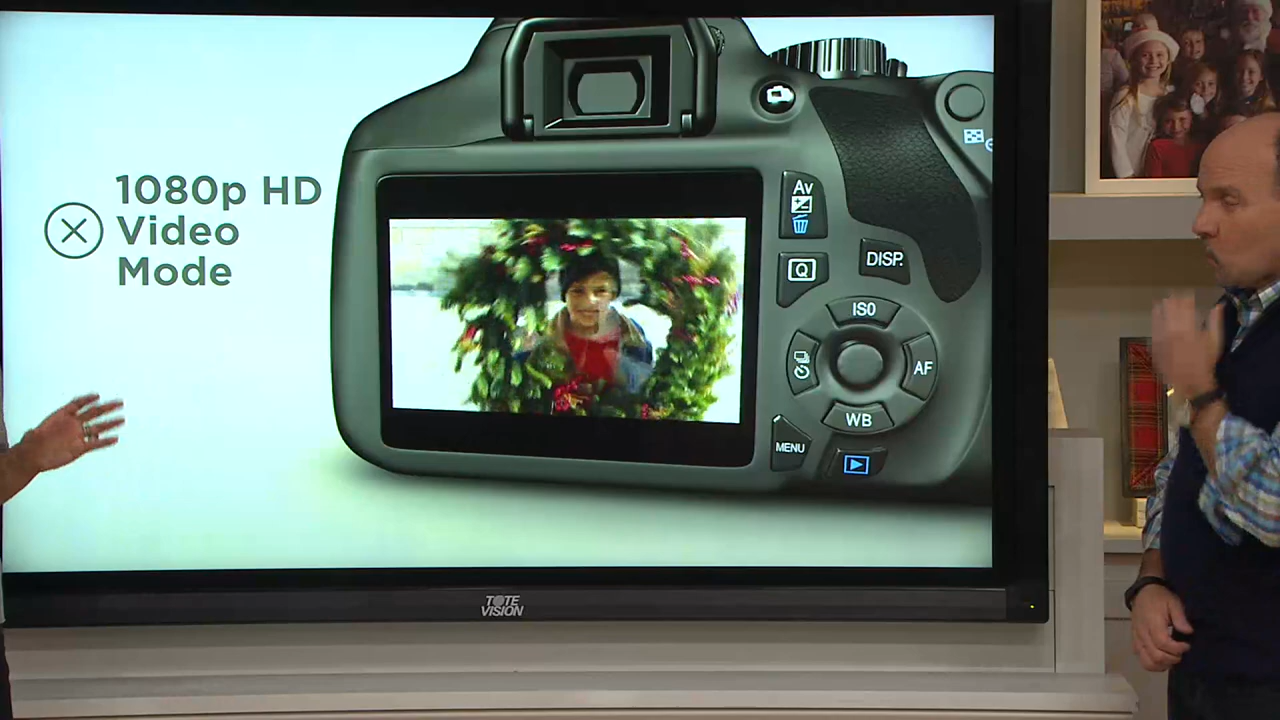 1080p HD
Video
Mode
Av
Q
DISP.
ISO
AF
WB
MENU
TOTE
VISION